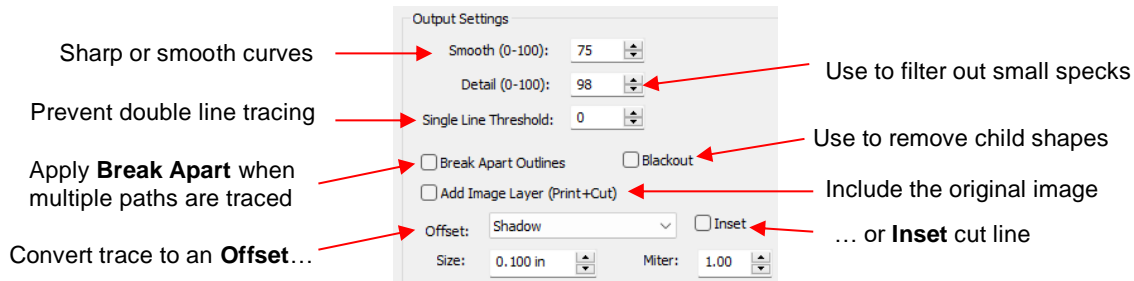 Output Settings
Sharp or smooth curves
Smooth (0-100): 75
Detail (0-100): 98
Use to filter out small specks
Prevent double line tracing
Single Line Threshold: 0
Use to remove child shapes
Break Apart Outlines Blackout
Apply Break Apart when
multiple paths are traced
Add Image Layer (Print+Cut)
Include the original image
Offset: Shadow Inset
… or Inset cut line
Convert trace to an Offset…
Size: 0.100 in Miter: 1.00